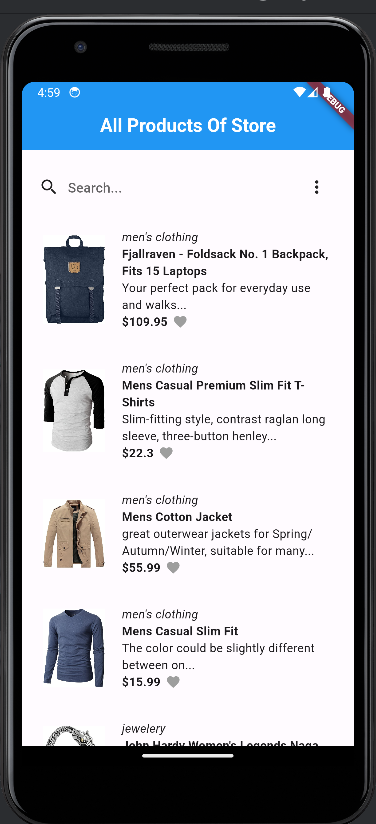 4:59
DEBUG
All Products Of Store
Search...
men's clothing
Fjallraven - Foldsack No. 1 Backpack,
Fits 15 Laptops
Your perfect pack for everyday use
and walks...
$109.95
men's clothing
Mens Casual Premium Slim Fit T-
Shirts
Slim-fitting style, contrast raglan long
sleeve, three-button henley...
$22.3
men's clothing
Mens Cotton Jacket
great outerwear jackets for Spring/
Autumn/Winter, suitable for many...
$55.99
men's clothing
Mens Casual Slim Fit
The color could be slightly different
between on...
$15.99
jewelery
John Hardy Women's Legends Naga